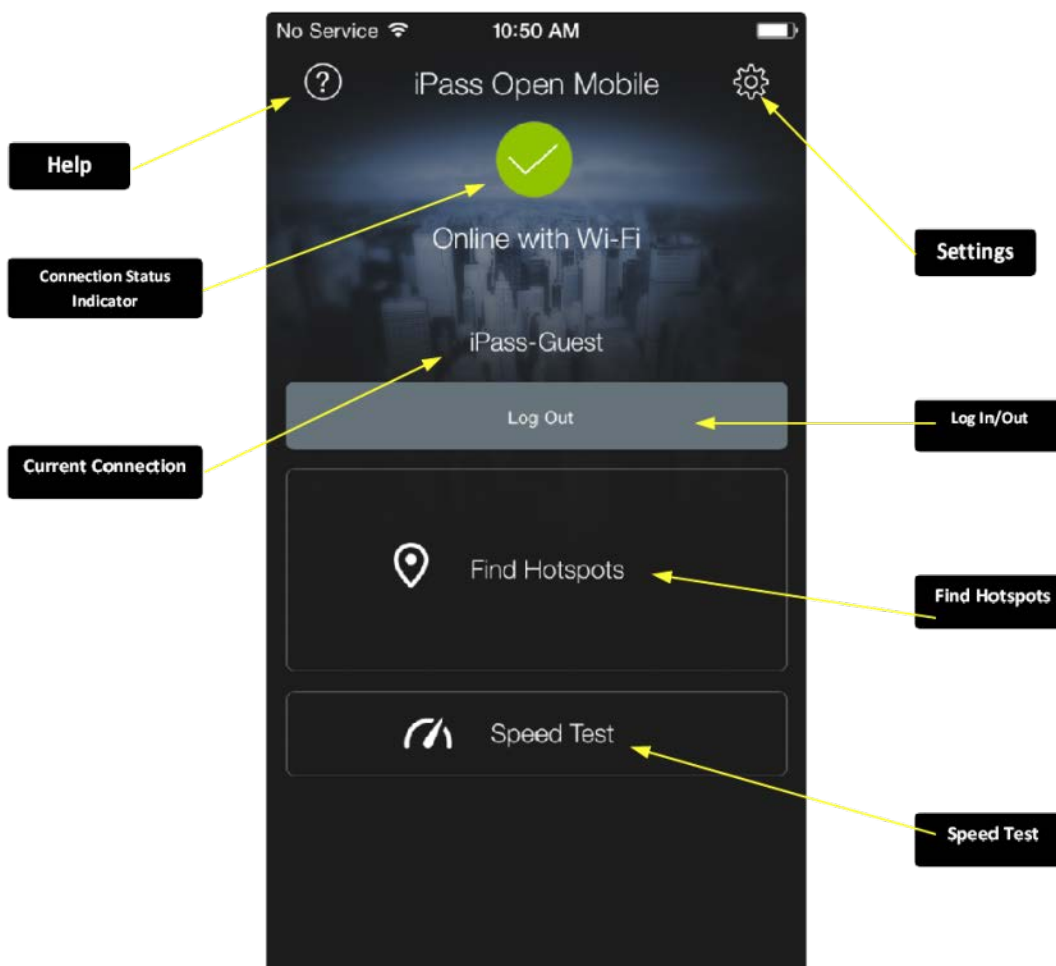 No Service 10:50 AM
? iPass Open Mobile
Help
Online with Wi-Fi
Settings
Connection Status
Indicator
iPass-Guest
Log Out
Log In/Out
Current Connection
Find Hotspots
Find Hotspots
Speed Test
Speed Test